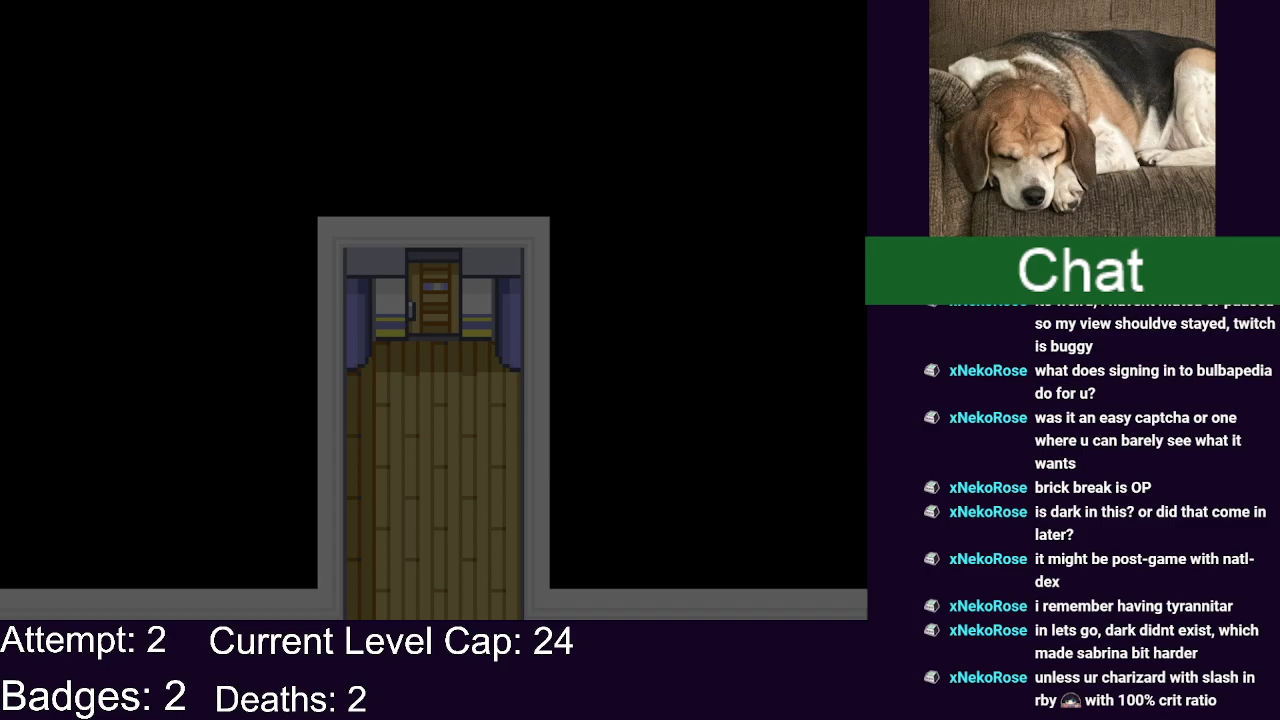 Chat
so my view shouldve stayed, twitch
is buggy
xNekoRose what does signing in to bulbapedia
do for u?
xNekoRose was it an easy captcha or one
where u can barely see what it
wants
xNekoRose brick break is OP
xNekoRose is dark in this? or did that come in
later?
xNekoRose it might be post-game with natl-
dex
xNekoRose i remember having tyrannitar
xNekoRose in lets go, dark didnt exist, which
made sabrina bit harder
xNekoRose unless ur charizard with slash in
rby with 100% crit ratio
Attempt: 2 Current Level Cap: 24
Badges: 2 Deaths: 2